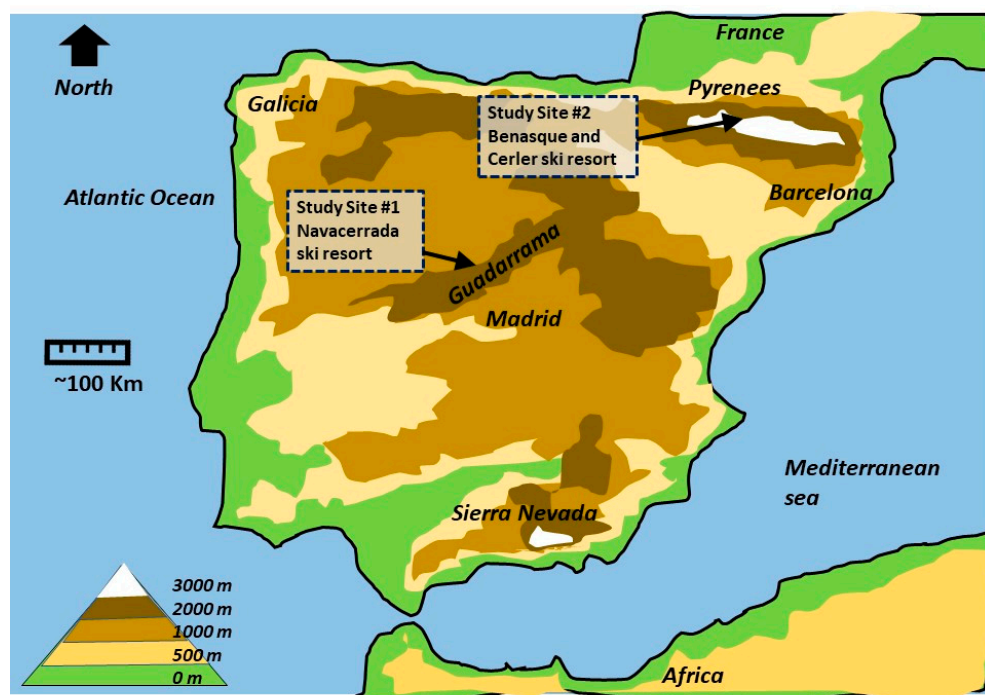 France
North
Pyrenees
Galicia
Study Site #2
Benasque and
Cerler ski resort
Atlantic Ocean
Barcelona
Study Site #1
Navacerrada
ski resort
Guadarrama
Madrid
~100 Km
Mediterranean
sea
Sierra Nevada
3000 m
2000 m
1000 m
500 m
0 m
Africa